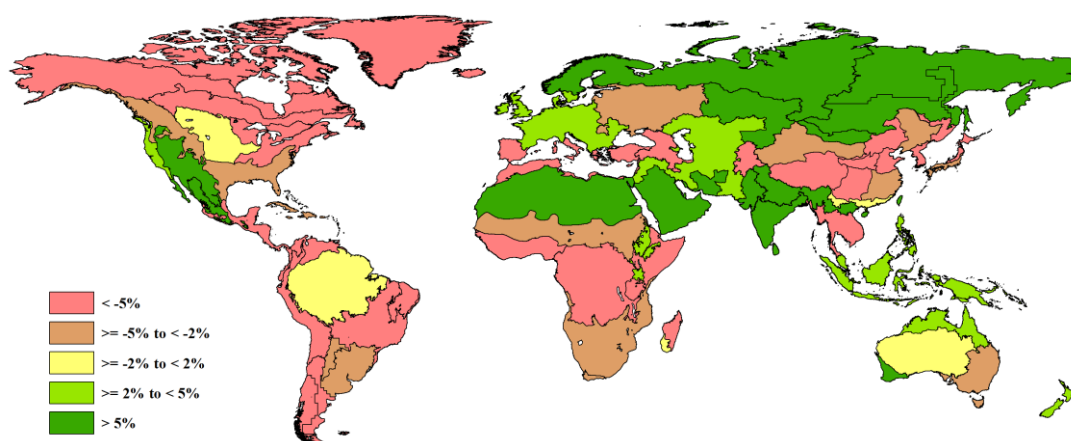 < -5%
>= -5% to < -2%
>= -2% to < 2%
>= 2% to < 5%
> 5%